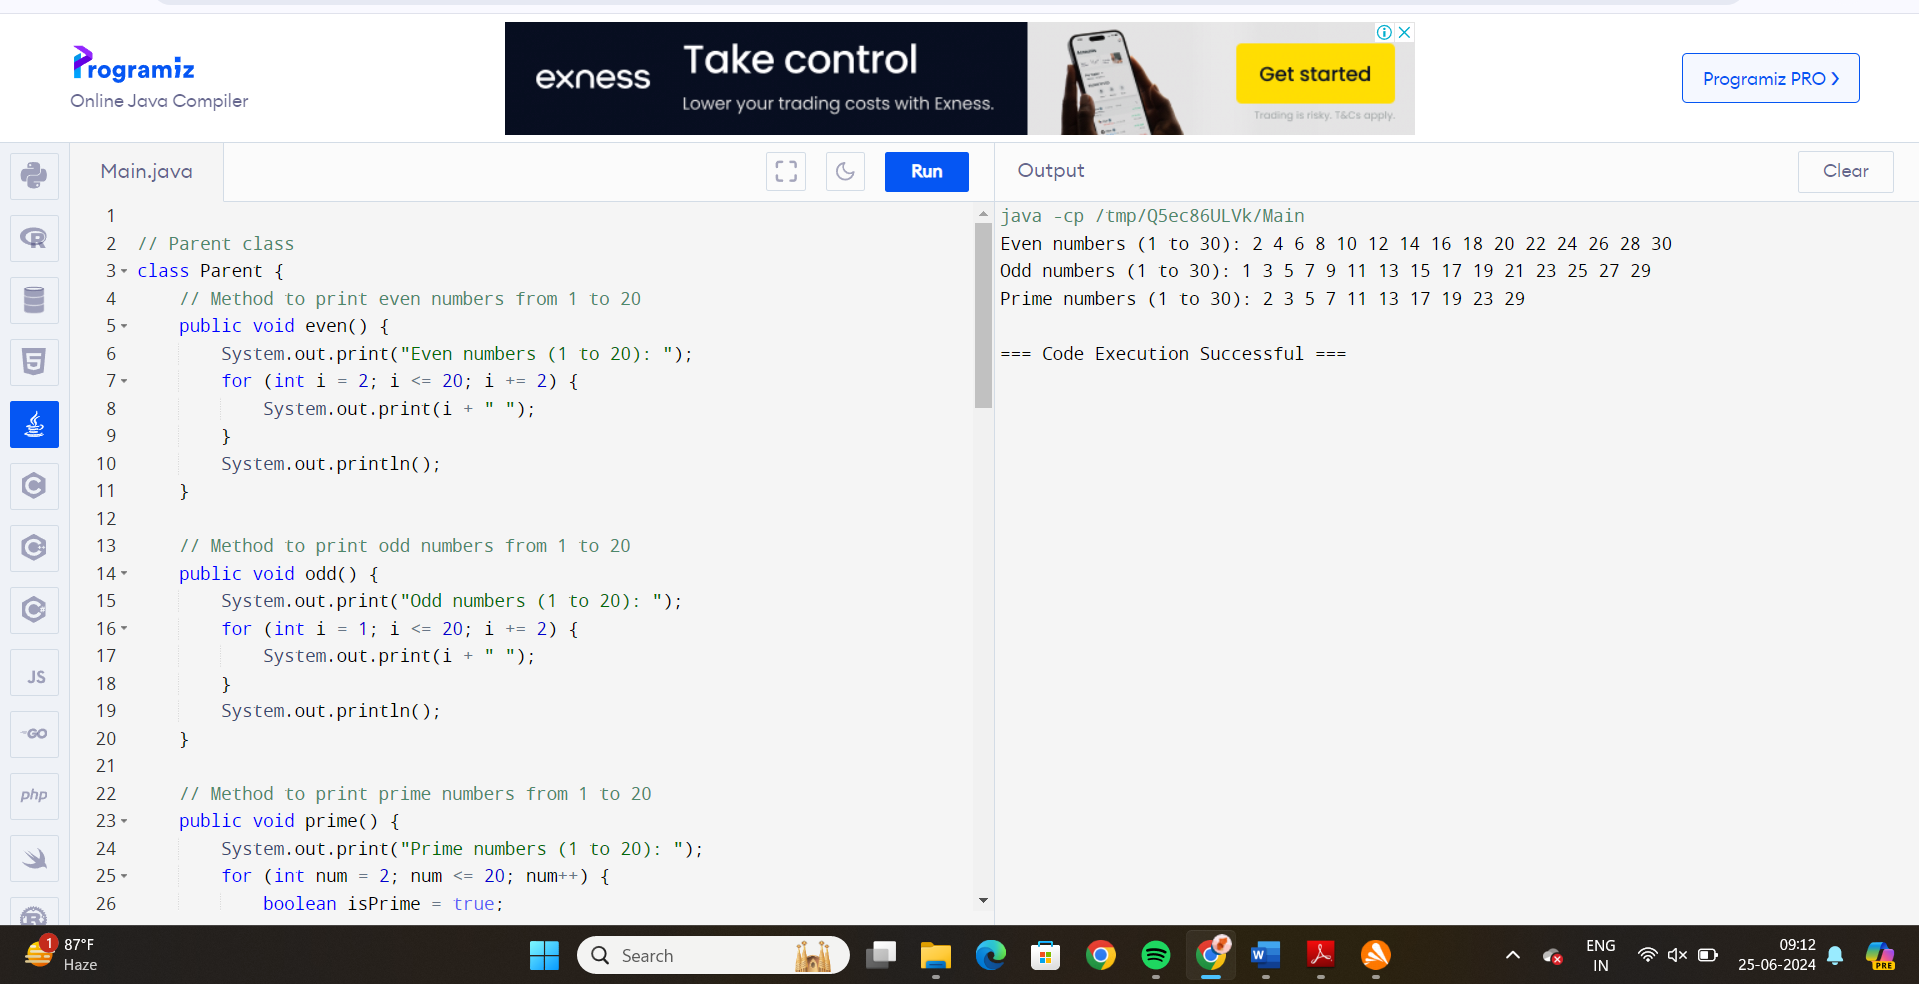 Programiz
Online Java Compiler
exness
Take control
Lower your trading costs with Exness.
Get started
Trading is risky. T&Cs apply.
Programiz PRO
Main.java
Run
Output
Clear
1
2 // Parent class
3 class Parent {
4 // Method to print even numbers from 1 to 20
5 public void even() {
6 System.out.print("Even numbers (1 to 20): ");
7 for (int i = 2; i <= 20; i += 2) {
8 System.out.print(i + " ");
9 }
10 System.out.println();
11 }
12
13 // Method to print odd numbers from 1 to 20
14 public void odd() {
15 System.out.print("Odd numbers (1 to 20): ");
16 for (int i = 1; i <= 20; i += 2) {
17 System.out.print(i + " ");
18 }
19 System.out.println();
20 }
21
22 // Method to print prime numbers from 1 to 20
23 public void prime() {
24 System.out.print("Prime numbers (1 to 20): ");
25 for (int num = 2; num <= 20; num++) {
26 boolean isPrime = true;
java -cp /tmp/Q5ec86ULVk/Main
Even numbers (1 to 30): 2 4 6 8 10 12 14 16 18 20 22 24 26 28 30
Odd numbers (1 to 30): 1 3 5 7 9 11 13 15 17 19 21 23 25 27 29
Prime numbers (1 to 30): 2 3 5 7 11 13 17 19 23 29
=== Code Execution Successful ===
R
5
C
C
C
JS
GO
php
R
1
87°F
Haze
Search
W
ENG
IN
09:12
25-06-2024
PRE